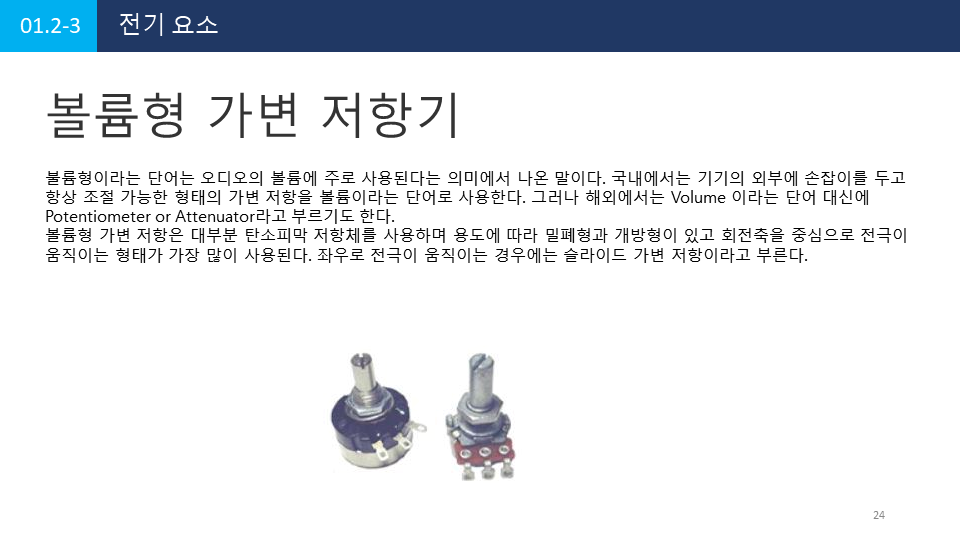 01.2-3 전기 요소
볼륨형 가변 저항기
볼륨형이라는 단어는 오디오의 볼륨에 주로 사용된다는 의미에서 나온 말이다. 국내에서는 기기의 외부에 손잡이를 두고
항상 조절 가능한 형태의 가변 저항을 볼륨이라는 단어로 사용한다. 그러나 해외에서는 Volume 이라는 단어 대신에
Potentiometer or Attenuator라고 부르기도 한다.
볼륨형 가변 저항은 대부분 탄소피막 저항체를 사용하며 용도에 따라 밀폐형과 개방형이 있고 회전축을 중심으로 전극이
움직이는 형태가 가장 많이 사용된다. 좌우로 전극이 움직이는 경우에는 슬라이드 가변 저항이라고 부른다.
24